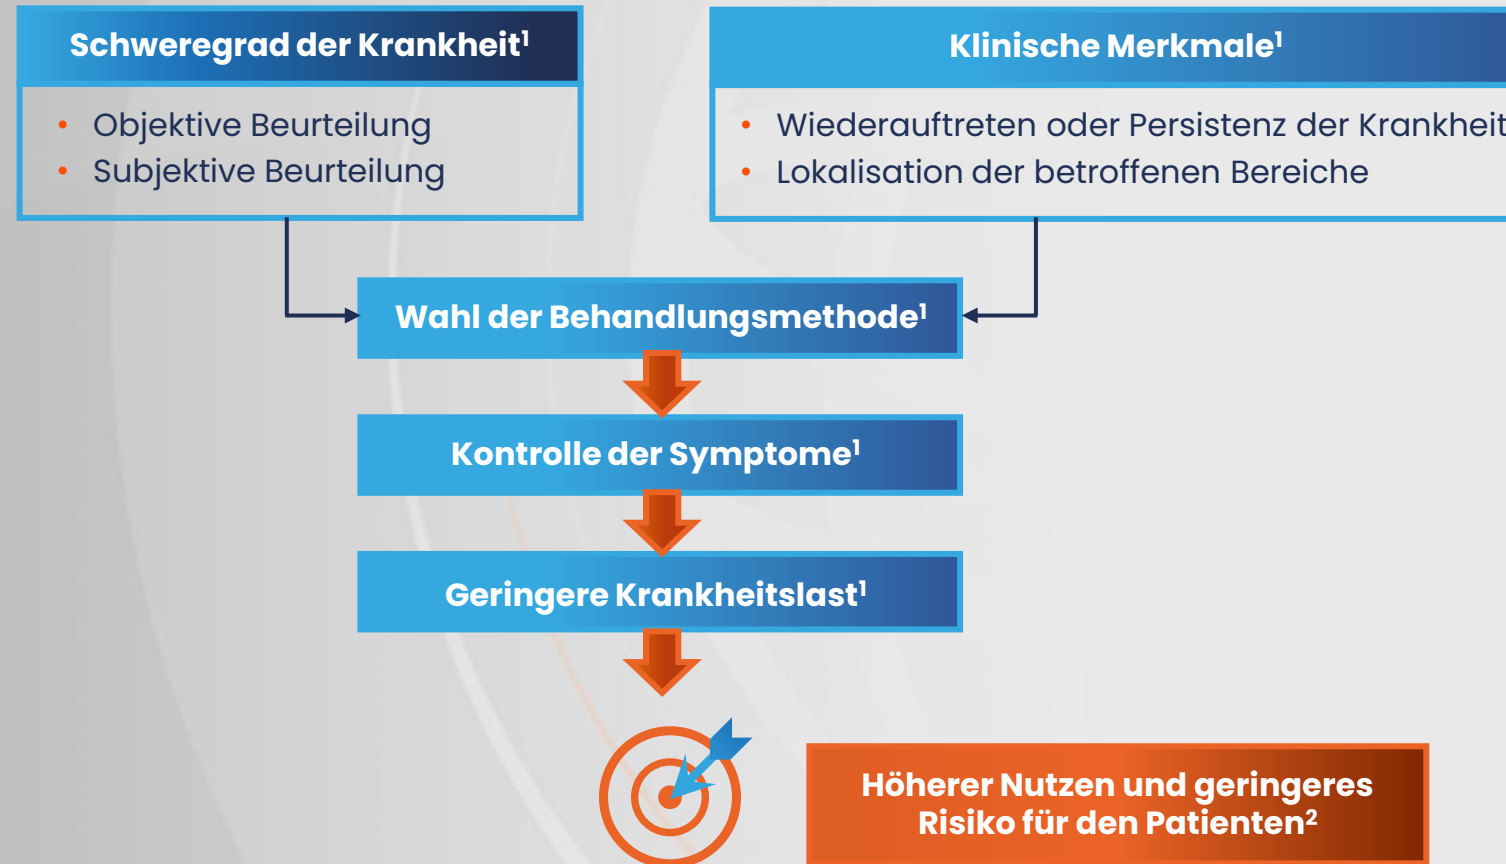 Schweregrad der Krankheit¹
• Objektive Beurteilung
• Subjektive Beurteilung
Klinische Merkmale¹
• Wiederauftreten oder Persistenz der Krankheit
• Lokalisation der betroffenen Bereiche
Wahl der Behandlungsmethode¹
Kontrolle der Symptome¹
Geringere Krankheitslast¹
Höherer Nutzen und geringeres
Risiko für den Patienten²